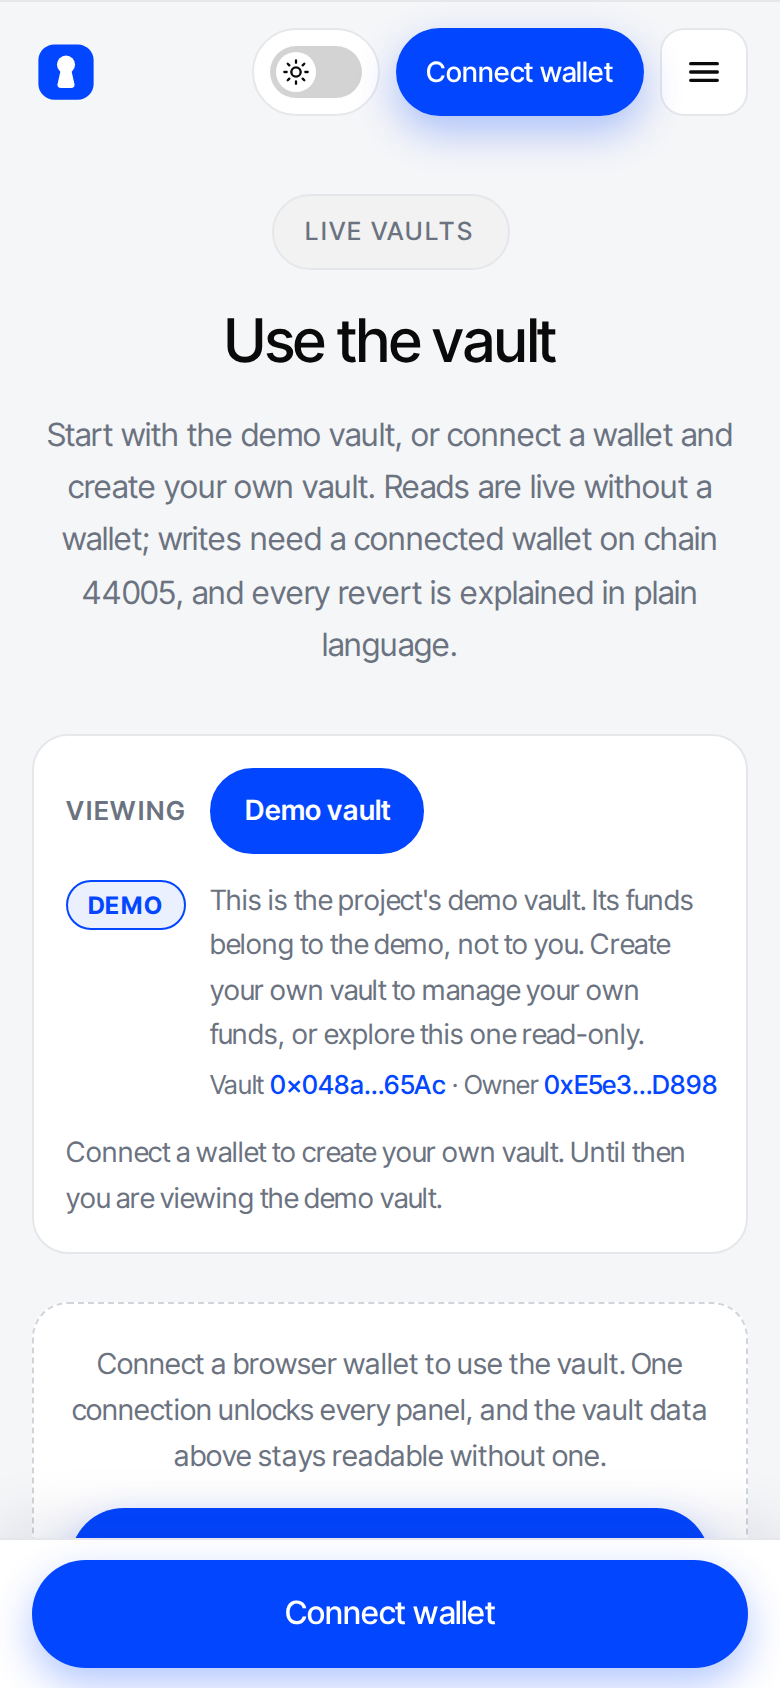 Connect wallet
LIVE VAULTS
Use the vault
Start with the demo vault, or connect a wallet and
create your own vault. Reads are live without a
wallet; writes need a connected wallet on chain
44005, and every revert is explained in plain
language.
VIEWING Demo vault
DEMO
This is the project's demo vault. Its funds
belong to the demo, not to you. Create
your own vault to manage your own
funds, or explore this one read-only.
Vault 0×048a...65Ac · Owner 0xE5e3...D898
Connect a wallet to create your own vault. Until then
you are viewing the demo vault.
Connect a browser wallet to use the vault. One
connection unlocks every panel, and the vault data
above stays readable without one.
Connect wallet